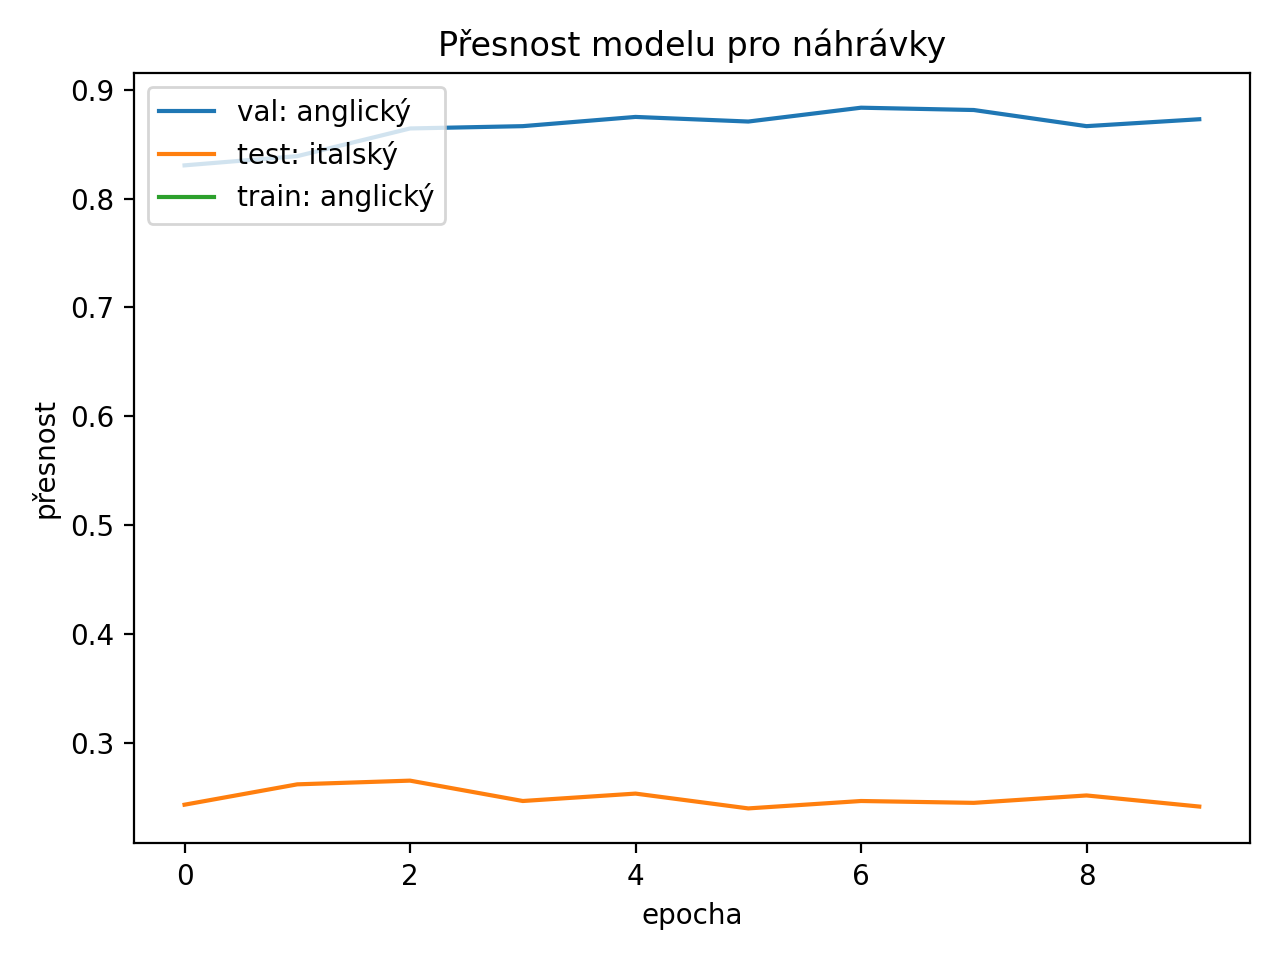 Přesnost modelu pro náhrávky
val: anglický
test: italský
train: anglický
přesnost
0.9
0.8
0.7
0.6
0.5
0.4
0.3
0 2 4 6 8
epocha